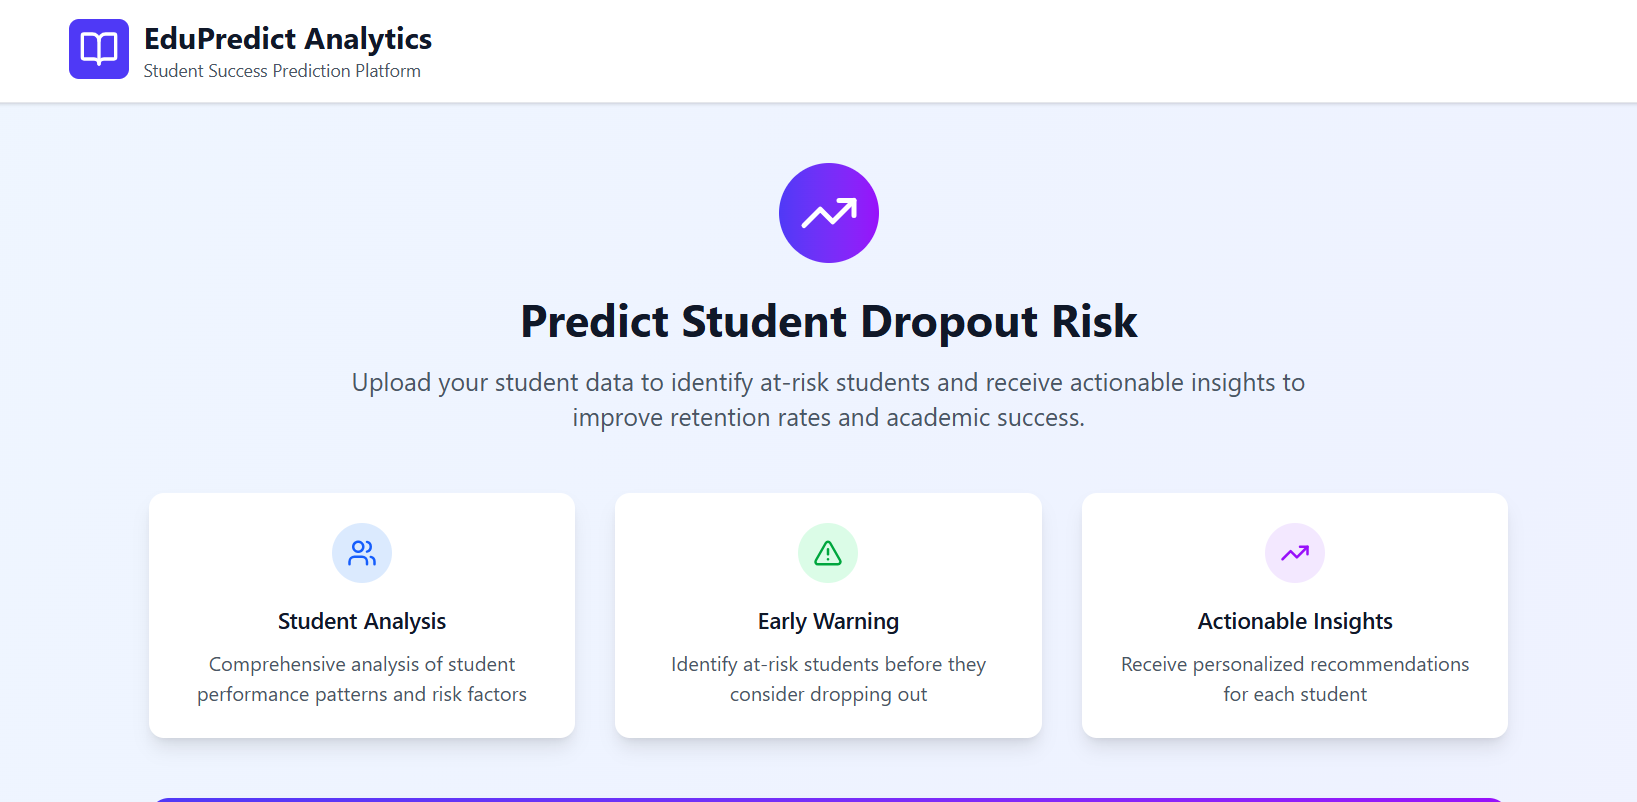 EduPredict Analytics
Student Success Prediction Platform
Predict Student Dropout Risk
Upload your student data to identify at-risk students and receive actionable insights to
improve retention rates and academic success.
Student Analysis
Comprehensive analysis of student
performance patterns and risk factors
Early Warning
Identify at-risk students before they
consider dropping out
Actionable Insights
Receive personalized recommendations
for each student